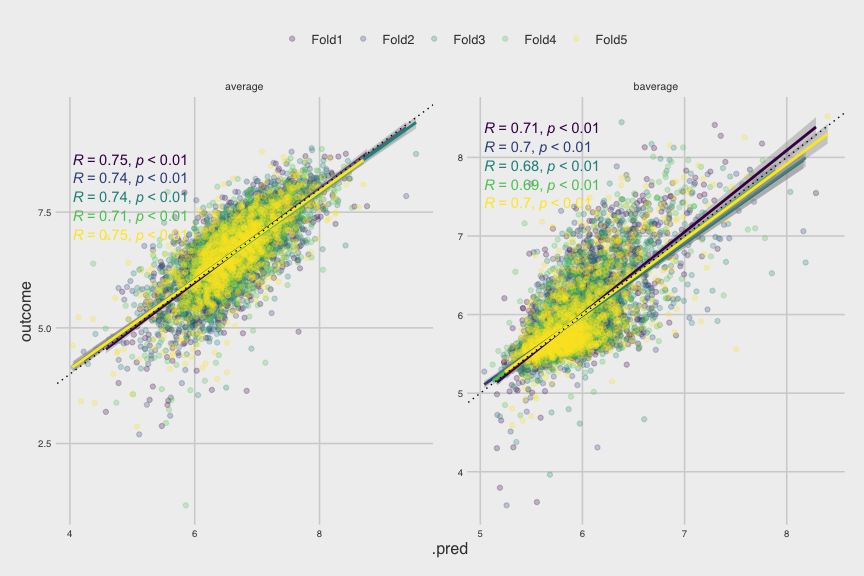 Fold1 Fold2 Fold3 Fold4 Fold5
average
baverage
R = 0.75, p < 0.01
R = 0.74, p < 0.01
R = 0.74, p < 0.01
R = 0.71, p < 0.01
R = 0.75, p < 0.01
7.5
5.0
2.5
4 6 8
R = 0.71, p < 0.01
R = 0.7, p < 0.01
R = 0.68, p < 0.01
R = 0.69, p < 0.01
R = 0.7, p < 0.01
8
7
6
5
4
5 6 7 8
outcome
.pred